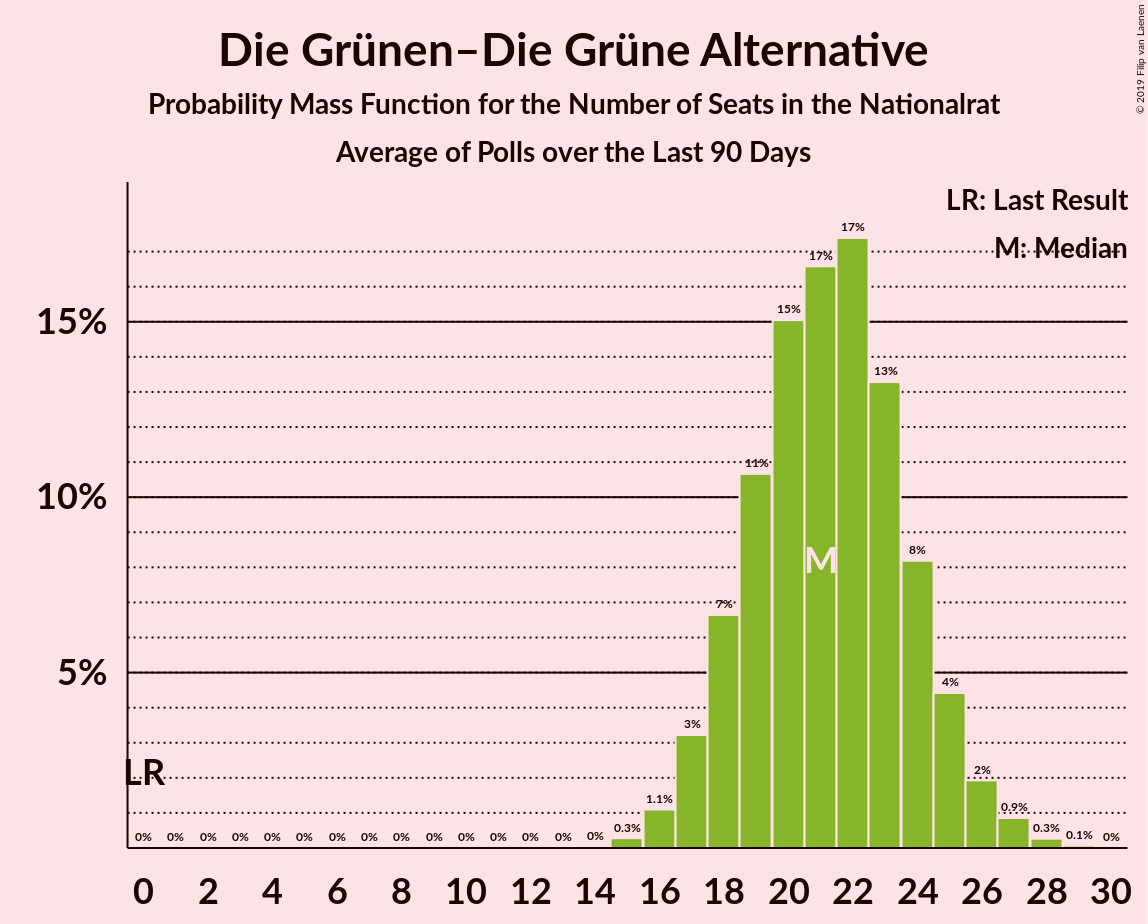 Die Grünen–Die Grüne Alternative
Probability Mass Function for the Number of Seats in the Nationalrat
Average of Polls over the Last 90 Days
© 2019 Filip van Laenen
LR: Last Result
M: Median
15%
10%
5%
17%
17%
15%
13%
11%
M
8%
7%
4%
3%
LR
2%
1.1%
0.9%
0% 0% 0% 0% 0% 0% 0% 0% 0% 0% 0% 0% 0% 0% 0% 0.3% 0.3% 0.1% 0%
0 2 4 6 8 10 12 14 16 18 20 22 24 26 28 30